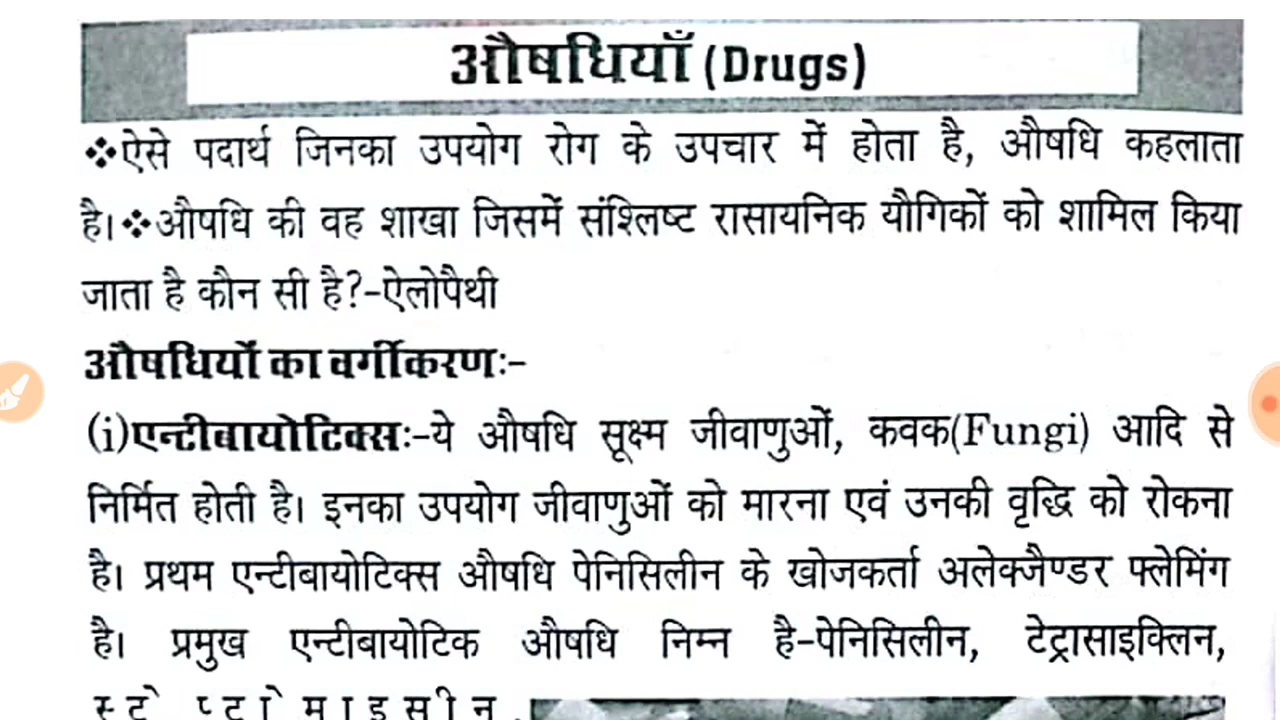 औषधियाँ (Drugs)
❖ऐसे पदार्थ जिनका उपयोग रोग के उपचार में होता है, औषधि कहलाता
है।❖औषधि की वह शाखा जिसमें संश्लिष्ट रासायनिक यौगिकों को शामिल किया
जाता है कौन सी है?-ऐलोपैथी
औषधियों का वर्गीकरणः-
(i)एन्टीबायोटिक्सः-ये औषधि सूक्ष्म जीवाणुओं, कवक(Fungi) आदि से
निर्मित होती है। इनका उपयोग जीवाणुओं को मारना एवं उनकी वृद्धि को रोकना
है। प्रथम एन्टीबायोटिक्स औषधि पेनिसिलीन के खोजकर्ता अलेक्जैण्डर फ्लेमिंग
है। प्रमुख एन्टीबायोटिक औषधि निम्न है-पेनिसिलीन, टेट्रासाइक्लिन,